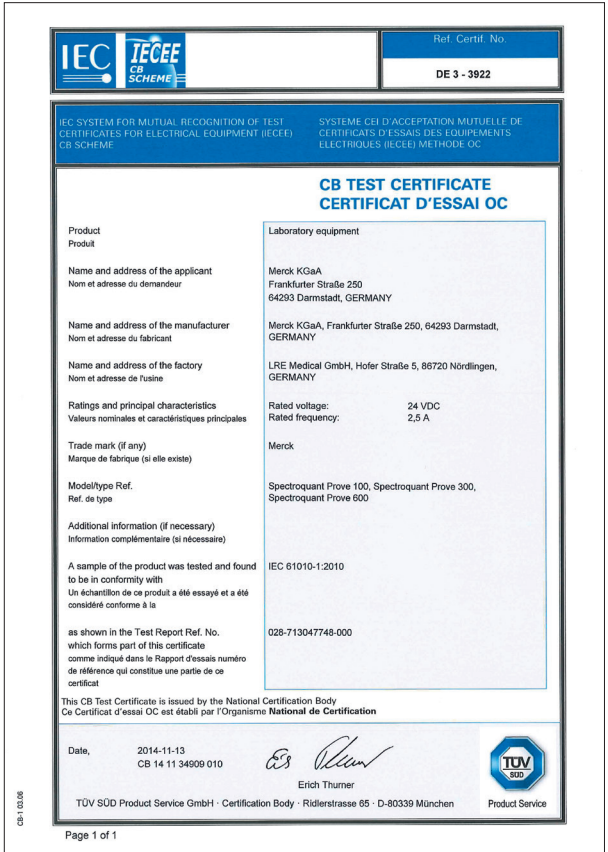 IEC
IECEE
CB
SCHEME
Ref. Certif. No.
DE 3 - 3922
IEC SYSTEM FOR MUTUAL RECOGNITION OF TEST
CERTIFICATES FOR ELECTRICAL EQUIPMENT (IECEE)
CB SCHEME
SYSTEME CEI D'ACCEPTATION MUTUELLE DE
CERTIFICATS D'ESSAIS DES EQUIPEMENTS
ELECTRIQUES (IECEE) METHODE OC
CB TEST CERTIFICATE
CERTIFICAT D'ESSAI OC
Product
Produit
Laboratory equipment
Name and address of the applicant
Nom et adresse du demandeur
Merck KGaA
Frankfurter Straße 250
64293 Darmstadt, GERMANY
Name and address of the manufacturer
Nom et adresse du fabricant
Merck KGaA, Frankfurter Straße 250, 64293 Darmstadt,
GERMANY
Name and address of the factory
Nom et adresse de l'usine
LRE Medical GmbH, Hofer Straße 5, 86720 Nördlingen,
GERMANY
Ratings and principal characteristics
Valeurs nominales et caractéristiques principales
Rated voltage: 24 VDC
Rated frequency: 2,5 A
Trade mark (if any)
Marque de fabrique (si elle existe)
Merck
Model/type Ref.
Ref. de type
Spectroquant Prove 100, Spectroquant Prove 300,
Spectroquant Prove 600
Additional information (if necessary)
Information complémentaire (si nécessaire)
A sample of the product was tested and found
to be in conformity with
Un échantillon de ce produit a été essayé et a été
considéré conforme à la
IEC 61010-1:2010
as shown in the Test Report Ref. No.
which forms part of this certificate
comme indiqué dans le Rapport d'essais numéro
de référence qui constitue une partie de ce
certificat
028-713047748-000
This CB Test Certificate is issued by the National Certification Body
Ce Certificat d'essai OC est établi par l'Organisme National de Certification
Date, 2014-11-13
CB 14 11 34909 010
Erich Thurner
TÜV SÜD Product Service GmbH · Certification Body · Ridlerstrasse 65 · D-80339 München
TÜV
SÜD
Product Service
CB-1 03.06
Page 1 of 1